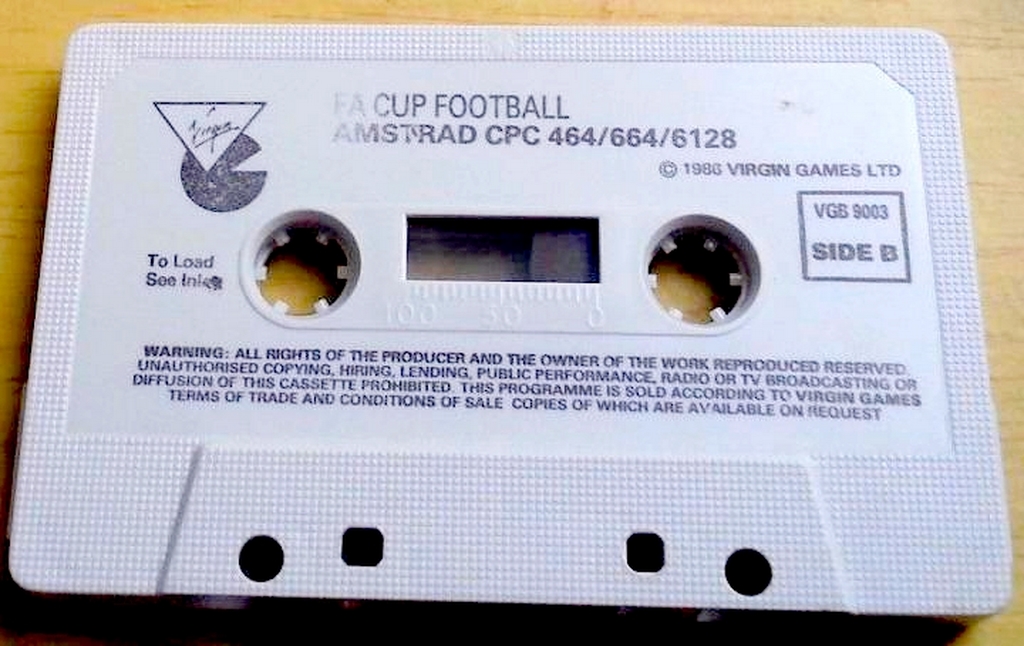 Virgin
FA CUP FOOTBALL
AMSTRAD CPC 464/664/6128
© 1986 VIRGIN GAMES LTD
VGB 9003
SIDE B
To Load
See Inlay
100 50 0
WARNING: ALL RIGHTS OF THE PRODUCER AND THE OWNER OF THE WORK REPRODUCED RESERVED.
UNAUTHORISED COPYING, HIRING, LENDING, PUBLIC PERFORMANCE, RADIO OR TV BROADCASTING OR
DIFFUSION OF THIS CASSETTE PROHIBITED. THIS PROGRAMME IS SOLD ACCORDING TO VIRGIN GAMES
TERMS OF TRADE AND CONDITIONS OF SALE COPIES OF WHICH ARE AVAILABLE ON REQUEST